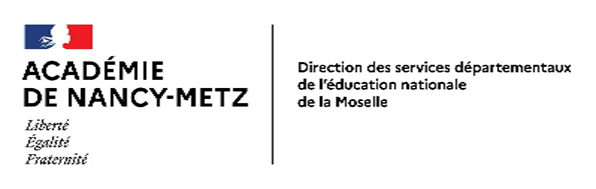 ACADÉMIE
DE NANCY-METZ
Liberté
Égalité
Fraternité
Direction des services départementaux
de l'éducation nationale
de la Moselle